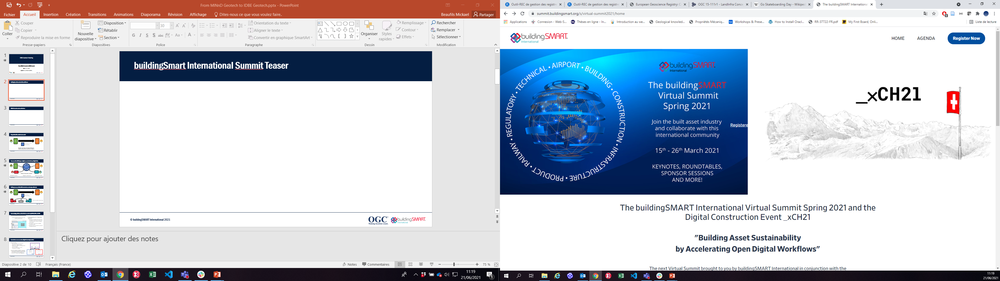 From MINnD Geotech to IDBE Geotech.pptx - PowerPoint
Fichier
Accueil
Insertion
Création
Transitions
Animations
Diaporama
Révision
Affichage
Dites-nous ce que vous voulez faire..
Beaufils Mickael
Partager
Coller
Couper
Copier
Reproduire la mise en forme
Presse-papiers
Nouvelle
diapositive
Disposition
Rétablir
Section
Diapositives
30
G I S S abc AV Aa A
Police
Orientation du texte
Aligner le texte
Convertir en graphique SmartArt
Paragraphe
Organiser
Styles
rapides
Remplissage
Contour
Effets
Dessin
Rechercher
Remplacer
Sélectionner
Modification
1
IDBE Geotech Meeting
2
3
4
5
6
7
8
buildingSmart International Summit Teaser
© buildingSMART International 2021
OGC
Making location count.
buildingSMART
International
Cliquez pour ajouter des notes
Diapositive 2 de 10
Français (France)
Notes
Commentaires
75 %
11:19
21/06/2021
1
Outil-REC de gestion des registre
Outil-REC de gestion des registre
European Geoscience Registry: C
OGC 15-111r1 - LandInfra Conce
Go Skateboarding Day - Wikiped
The buildingSMART Internationa
summit.buildingsmart.org/s/virtual-summit2021/home
Applications
Connexion - Web-S...
Thèses en ligne - In...
Introduction au we...
Geological knowled...
Propriétés Mécaniq...
Workshops & Prese...
How to Install Oracl...
RR-37722-FR.pdf
My First Board, Onli...
Liste de lecture
buildingSMART
International
HOME
AGENDA
Register Now
REGULATORY • TECHNICAL • AIRPORT • BUILDING • CONSTRUCTION • INFRASTRUCTURE • PRODUCT • RAILWAY •
buildingSMART
International
The buildingSMART
Virtual Summit
Spring 2021
Join the built asset industry
and collaborate with this
international community
Registere
15th - 26th March 2021
KEYNOTES, ROUNDTABLES,
SPONSOR SESSIONS
AND MORE!
_xCH21
The buildingSMART International Virtual Summit Spring 2021 and the
Digital Construction Event _xCH21
"Building Asset Sustainability
by Accelerating Open Digital Workflows"
The next Virtual Summit brought to you by buildingSMART International in conjunction with the
11:19
21/06/2021